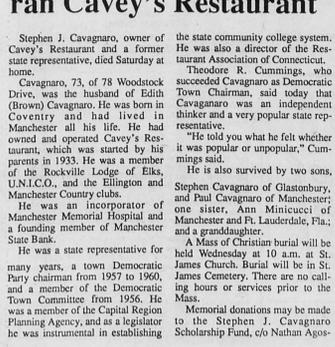 ran Cavey's Restaurant
Stephen J. Cavagnaro, owner of
Cavey's Restaurant and a former
state representative, died Saturday at
home.
Cavagnaro, 73, of 78 Woodstock
Drive, was the husband of Edith
(Brown) Cavagnaro. He was born in
Coventry and had lived in
Manchester all his life. He had
owned and operated Cavey's Res-
taurant, which was started by his
parents in 1933. He was a member
of the Rockville Lodge of Elks,
U.N.I.C.O., and the Ellington and
Manchester Country clubs.
He was an incorporator of
Manchester Memorial Hospital and
a founding member of Manchester
State Bank.
He was a state representative for
many years, a town Democratic
Party chairman from 1957 to 1960,
and a member of the Democratic
Town Committee from 1956. He
was a member of the Capital Region
Planning Agency, and as a legislator
he was instrumental in establishing
the state community college system.
He was also a director of the Res-
taurant Association of Connecticut.
Theodore R. Cummings, who
succeeded Cavagnaro as Democratic
Town Chairman, said today that
Cavaganaro was an independent
thinker and a very popular state rep-
resentative.
"He told you what he felt whether
it was popular or unpopular," Cum-
mings said.
He is also survived by two sons,
Stephen Cavagnaro of Glastonbury,
and Paul Cavagnaro of Manchester;
one sister, Ann Minicucci of
Manchester and Ft. Lauderdale, Fla.;
and a granddaughter.
A Mass of Christian burial will be
held Wednesday at 10 a.m. at St.
James Church. Burial will be in St.
James Cemetery. There are no call-
ing hours or services prior to the
Mass.
Memorial donations may be made
to the Stephen J. Cavagnaro
Scholarship Fund, c/o Nathan Agos-